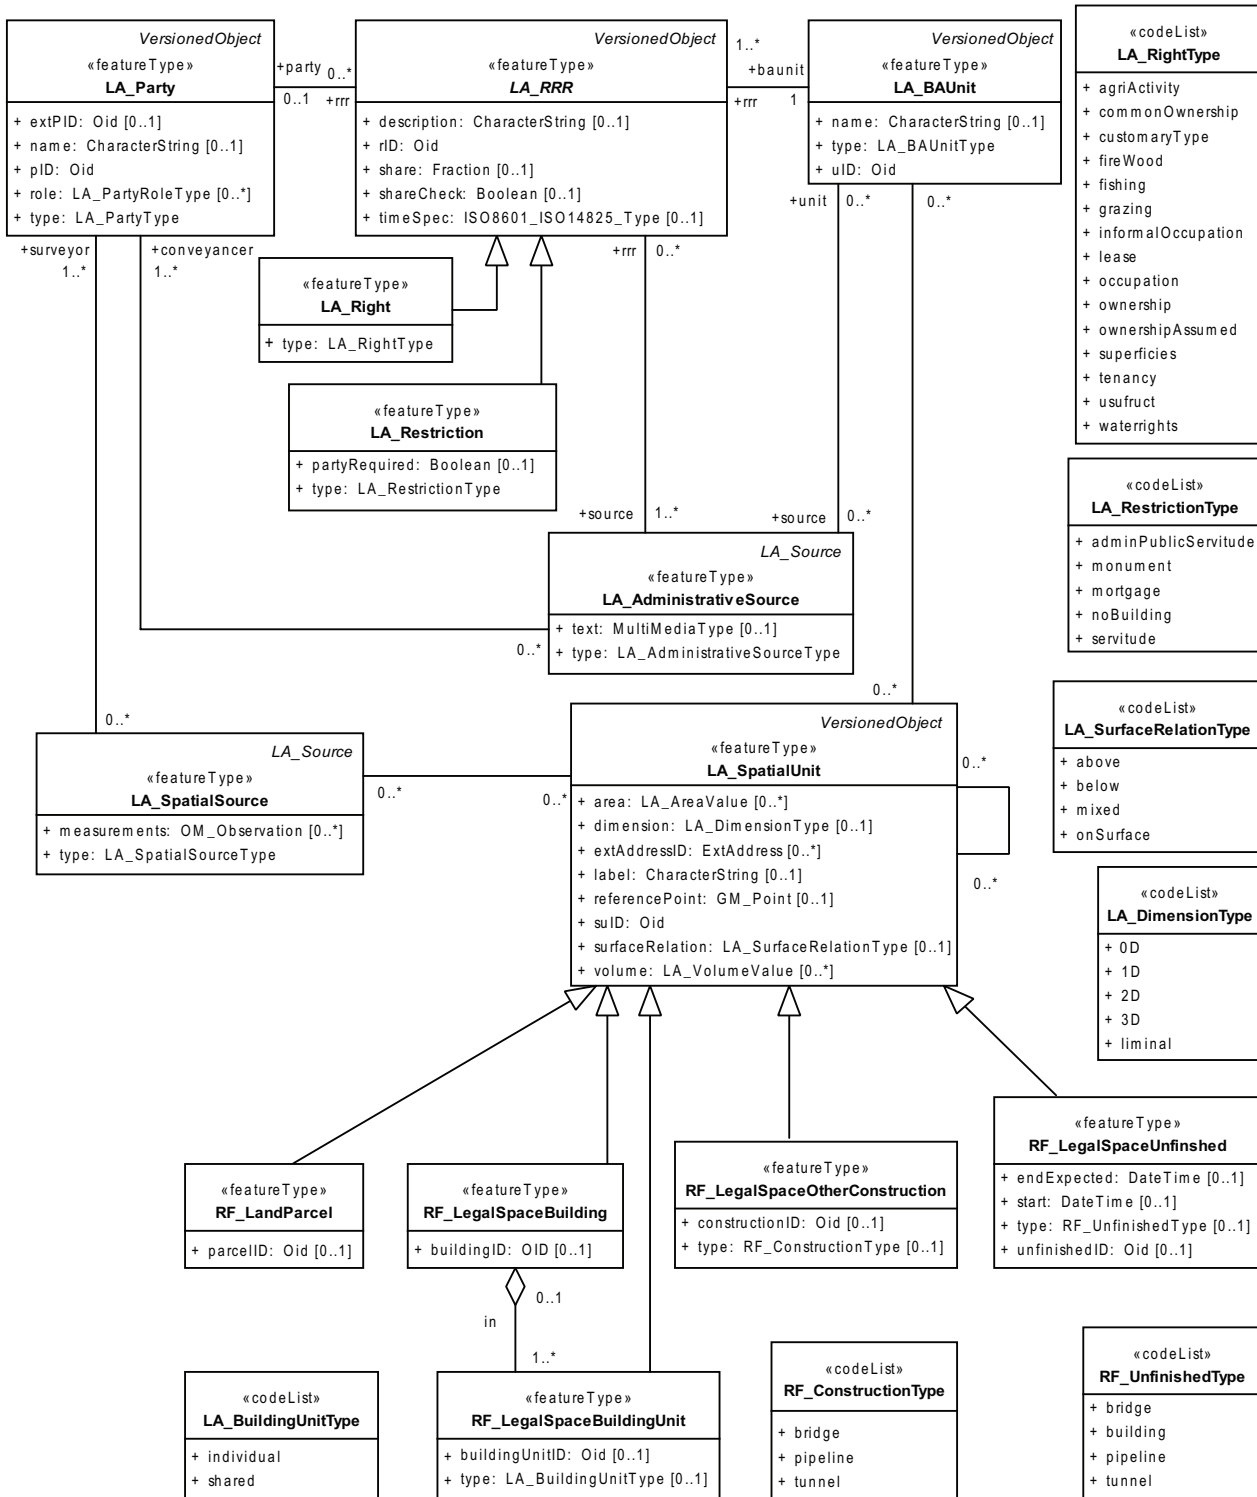 VersionedObject
«featureType»
LA_Party
+ extPID: Oid [0..1]
+ name: CharacterString [0..1]
+ pID: Oid
+ role: LA_PartyRoleType [0..*]
+ type: LA_PartyType
+party 0..*
0..1 +rrr
VersionedObject
«featureType»
LA_RRR
+ description: CharacterString [0..1]
+ rID: Oid
+ share: Fraction [0..1]
+ shareCheck: Boolean [0..1]
+ timeSpec: ISO8601_ISO14825_Type [0..1]
1..*
+baunit
+rrr 1
VersionedObject
«featureType»
LA_BAUnit
+ name: CharacterString [0..1]
+ type: LA_BAUnitType
+ uID: Oid
«codeList»
LA_RightType
+ agriActivity
+ commonOwnership
+ customaryType
+ fireWood
+ fishing
+ grazing
+ informalOccupation
+ lease
+ occupation
+ ownership
+ ownershipAssumed
+ superficies
+ tenancy
+ usufruct
+ waterrights
+surveyor
1..*
+conveyancer
1..*
+rrr 0..*
+unit 0..*
0..*
«featureType»
LA_Right
+ type: LA_RightType
«featureType»
LA_Restriction
+ partyRequired: Boolean [0..1]
+ type: LA_RestrictionType
+source 1..*
+source 0..*
«codeList»
LA_RestrictionType
+ adminPublicServitude
+ monument
+ mortgage
+ noBuilding
+ servitude
LA_Source
«featureType»
LA_AdministrativeSource
+ text: MultiMediaType [0..1]
+ type: LA_AdministrativeSourceType
0..*
0..*
0..*
LA_Source
«featureType»
LA_SpatialSource
+ measurements: OM_Observation [0..*]
+ type: LA_SpatialSourceType
0..*
0..*
VersionedObject
«featureType»
LA_SpatialUnit
+ area: LA_AreaValue [0..*]
+ dimension: LA_DimensionType [0..1]
+ extAddressID: ExtAddress [0..*]
+ label: CharacterString [0..1]
+ referencePoint: GM_Point [0..1]
+ suID: Oid
+ surfaceRelation: LA_SurfaceRelationType [0..1]
+ volume: LA_VolumeValue [0..*]
0..*
0..*
«codeList»
LA_SurfaceRelationType
+ above
+ below
+ mixed
+ onSurface
«codeList»
LA_DimensionType
+ 0D
+ 1D
+ 2D
+ 3D
+ liminal
«featureType»
RF_LandParcel
+ parcelID: Oid [0..1]
«featureType»
RF_LegalSpaceBuilding
+ buildingID: OID [0..1]
«featureType»
RF_LegalSpaceOtherConstruction
+ constructionID: Oid [0..1]
+ type: RF_ConstructionType [0..1]
«featureType»
RF_LegalSpaceUnfinshed
+ endExpected: DateTime [0..1]
+ start: DateTime [0..1]
+ type: RF_UnfinishedType [0..1]
+ unfinishedID: Oid [0..1]
0..1
in
1..*
«codeList»
LA_BuildingUnitType
+ individual
+ shared
«featureType»
RF_LegalSpaceBuildingUnit
+ buildingUnitID: Oid [0..1]
+ type: LA_BuildingUnitType [0..1]
«codeList»
RF_ConstructionType
+ bridge
+ pipeline
+ tunnel
«codeList»
RF_UnfinishedType
+ bridge
+ building
+ pipeline
+ tunnel